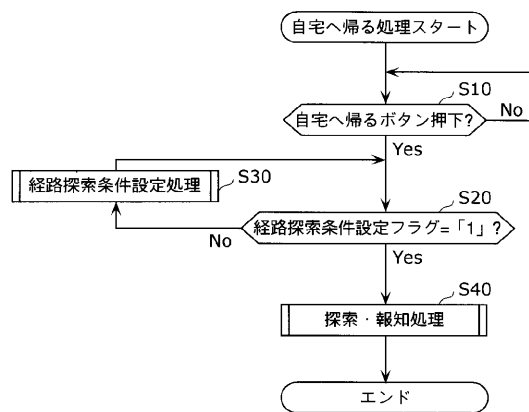 自宅へ帰る処理スタート
S10
自宅へ帰るボタン押下?
No
Yes
経路探索条件設定処理
S30
S20
経路探索条件設定フラグ=「1」?
No
Yes
S40
探索・報知処理
エンド